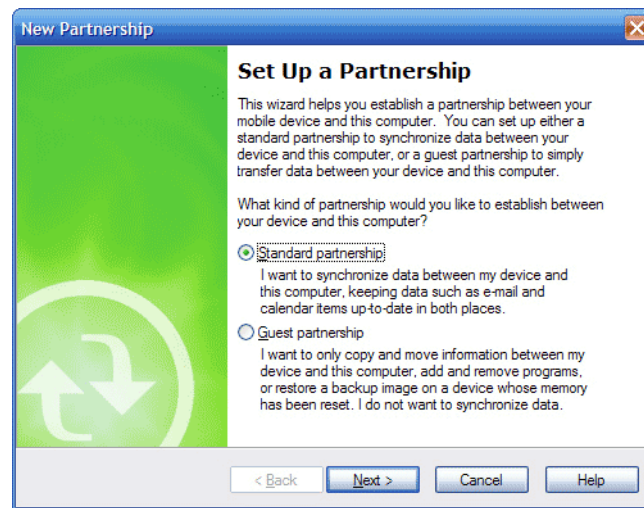 New Partnership
Set Up a Partnership
This wizard helps you establish a partnership between your
mobile device and this computer.  You can set up either a
standard partnership to synchronize data between your
device and this computer, or a guest partnership to simply
transfer data between your device and this computer.
What kind of partnership would you like to establish between
your device and this computer?
Standard partnership
I want to synchronize data between my device and
this computer, keeping data such as e-mail and
calendar items up-to-date in both places.
Guest partnership
I want to only copy and move information between my
device and this computer, add and remove programs,
or restore a backup image on a device whose memory
has been reset. I do not want to synchronize data.
< Back Next > Cancel Help